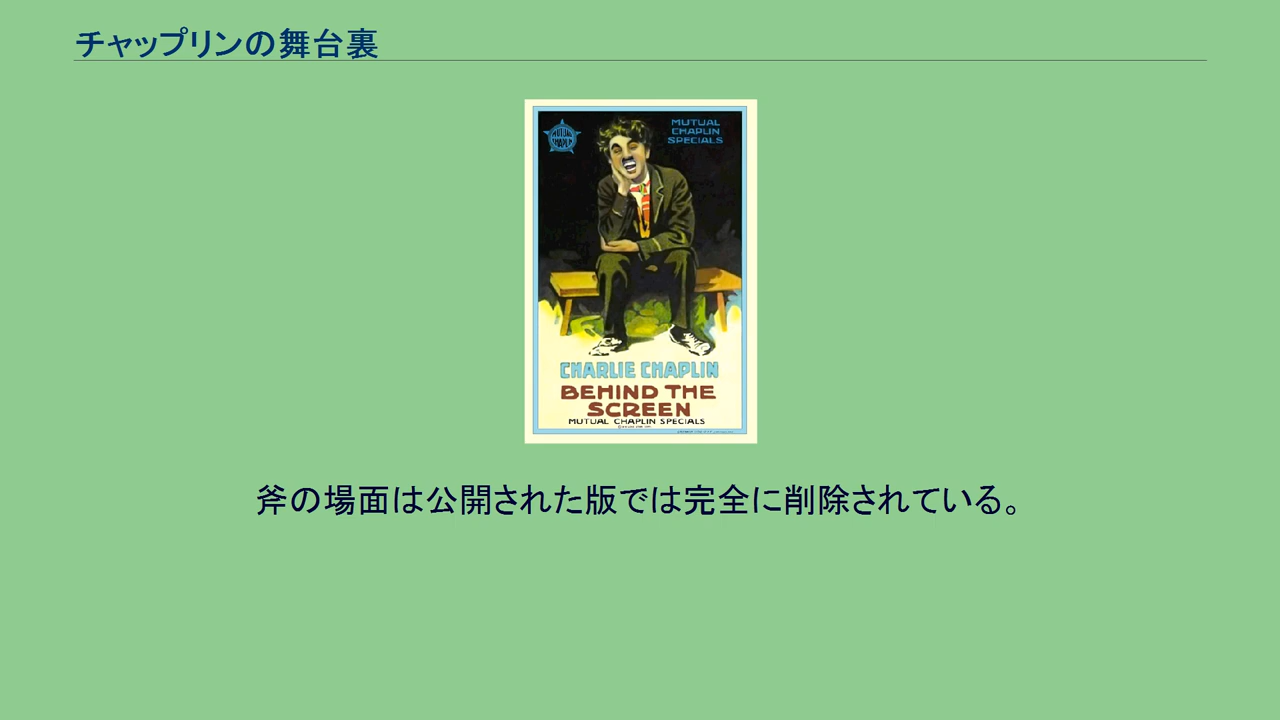 チャップリンの舞台裏
MUTUAL
CHAPLIN
SPECIALS
MUTUAL
CHAPLIN
CHARLIE CHAPLIN
BEHIND THE
SCREEN
MUTUAL CHAPLIN SPECIALS
斧の場面は公開された版では完全に削除されている。